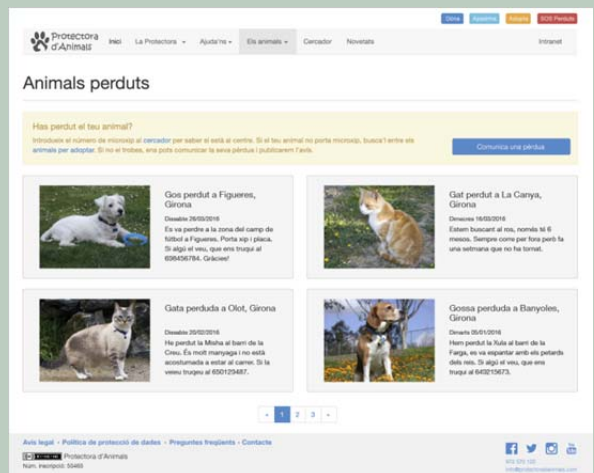 Dóna Apadrina Adopta SOS Perduts
Protectora
d'Animals
Inici La Protectora Ajuda'ns Els animals Cercador Novetats Intranet
Animals perduts
Has perdut el teu animal?
Introdueix el número de microxip al cercador per saber si està al centre. Si el teu animal no porta microxip, busca'l entre els
animals per adoptar. Si no el trobes, ens pots comunicar la seva pèrdua i publicarem l'avís.
Comunica una pèrdua
Gos perdut a Figueres,
Girona
Dissabte 26/03/2016
Es va perdre a la zona del camp de
fútbol a Figueres. Porta xip i placa.
Si algú el veu, que ens truqui al
698456784. Gràcies!
Gat perdut a La Canya,
Girona
Dimecres 16/03/2016
Estem buscant al ros, només té 6
mesos. Sempre corre per fora però fa
una setmana que no ha tornat.
Gata perduda a Olot, Girona
Dissabte 20/02/2016
He perdut la Misha al barri de la
Creu. És molt manyaga i no està
acostumada a estar al carrer. Si la
veieu truqeu al 650123487.
Gossa perduda a Banyoles,
Girona
Dimarts 05/01/2016
Hem perdut la Xula al barri de la
Farga, es va espantar amb els petards
dels reis. Si algú el veu, que ens
truqui al 643215673.
« 1 2 3 »
Avís legal - Política de protecció de dades - Preguntes freqüents - Contacte
Protectora d'Animals
Núm. inscripció: 55465
info@protectoradanimals.com